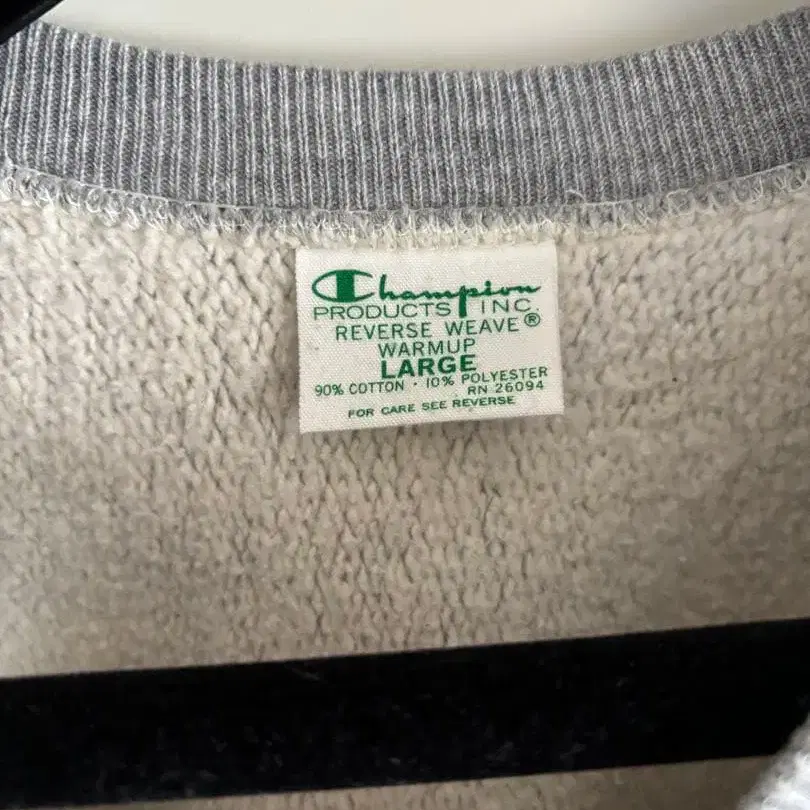 Champion
PRODUCTS INC.
REVERSE WEAVE®
WARMUP
LARGE
90% COTTON · 10% POLYESTER
RN 26094
FOR CARE SEE REVERSE